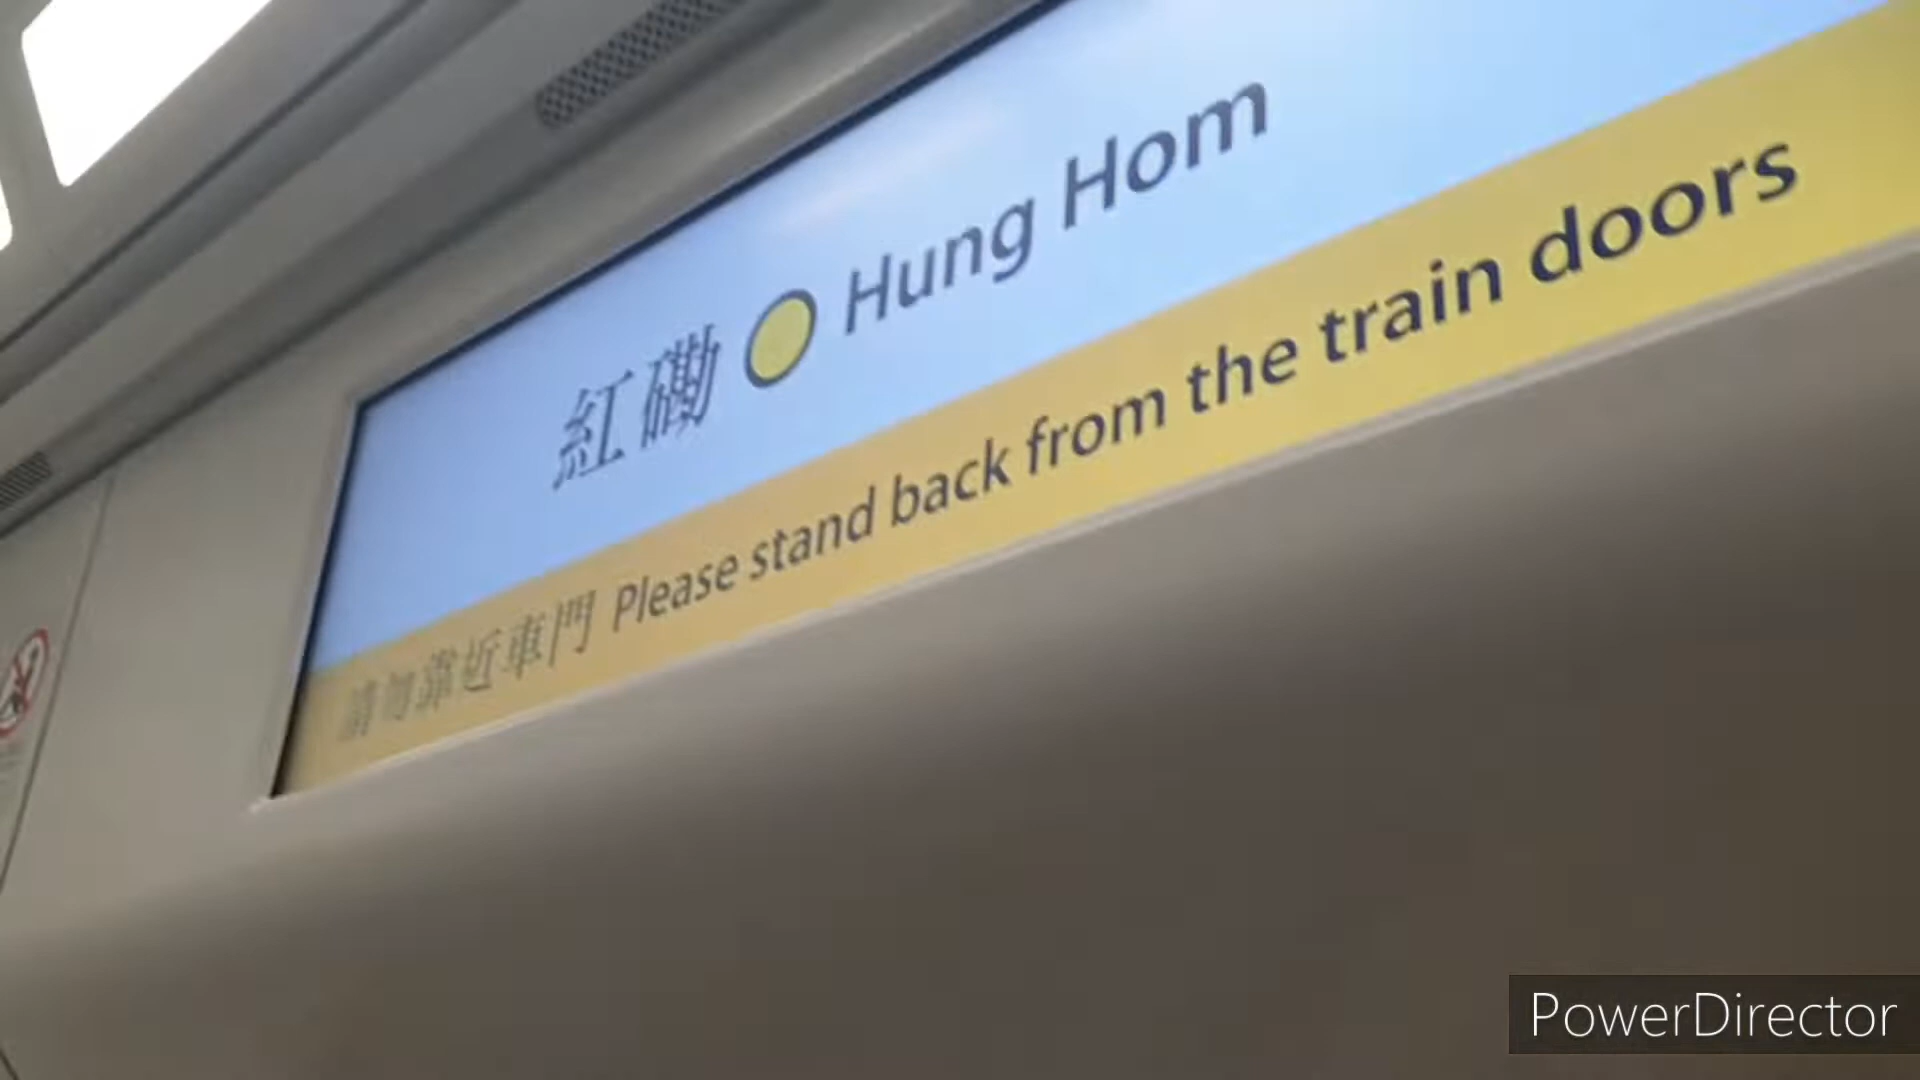 紅磡 Hung Hom
請勿靠近車門 Please stand back from the train doors
PowerDirector